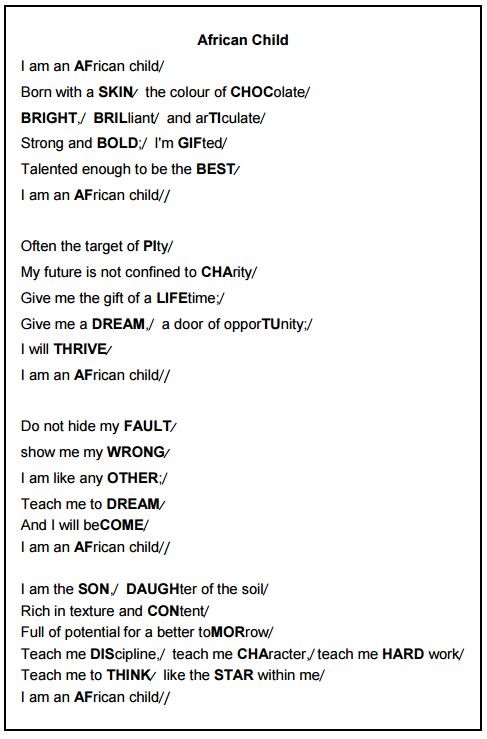 African Child
I am an AFrican child/
Born with a SKIN/ the colour of CHOColate/
BRIGHT,/ BRILliant/ and arTIculate/
Strong and BOLD;/ I'm GIFted/
Talented enough to be the BEST/
I am an AFrican child//
Often the target of PIty/
My future is not confined to CHArity/
Give me the gift of a LIFEtime;/
Give me a DREAM,/ a door of opporTUnity;/
I will THRIVE/
I am an AFrican child//
Do not hide my FAULT/
show me my WRONG/
I am like any OTHER;/
Teach me to DREAM/
And I will beCOME/
I am an AFrican child//
I am the SON,/ DAUGHter of the soil/
Rich in texture and CONtent/
Full of potential for a better toMORrow/
Teach me DIScipline,/ teach me CHAracter,/ teach me HARD work/
Teach me to THINK/ like the STAR within me/
I am an AFrican child//